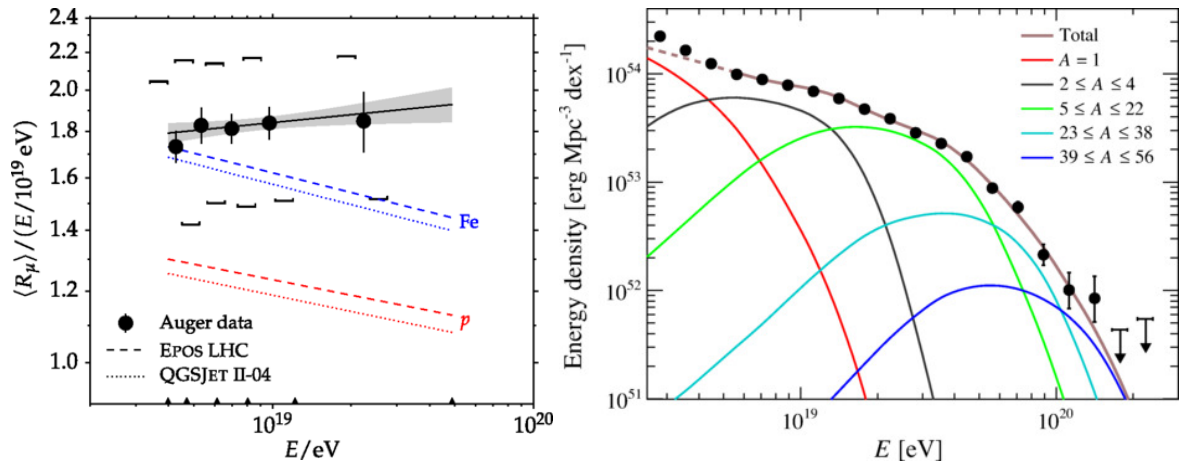 2.4
2.2
2.0
1.8
1.6
1.4
1.2
1.0
⟨R_μ⟩/(E/10¹⁹ eV)
Fe
p
Auger data
EPOS LHC
QGSJET II-04
10¹⁹
10²⁰
E/eV
10⁵⁴
10⁵³
10⁵²
10⁵¹
Energy density [erg Mpc⁻³ dex⁻¹]
Total
A = 1
2 ≤ A ≤ 4
5 ≤ A ≤ 22
23 ≤ A ≤ 38
39 ≤ A ≤ 56
10¹⁹
10²⁰
E [eV]